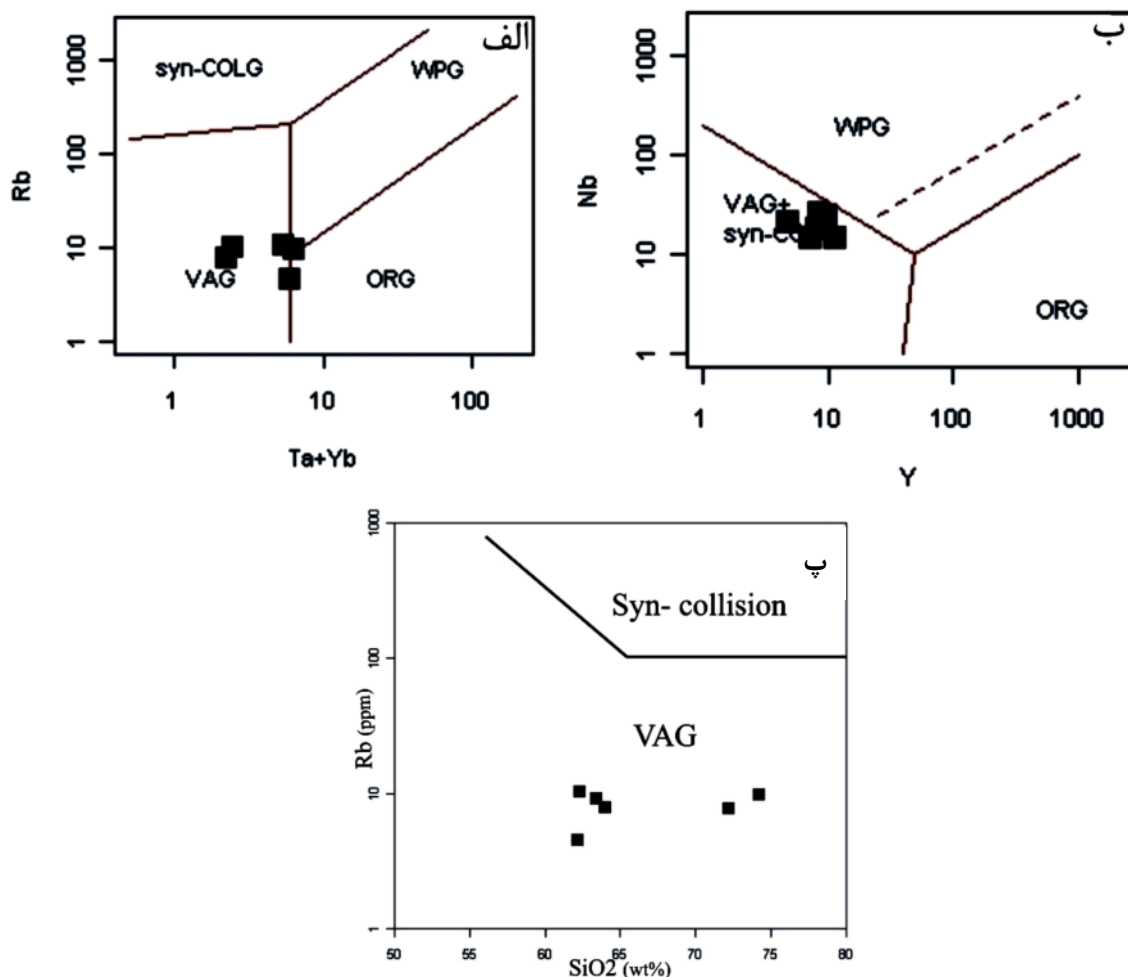 الف
syn-COLG
WPG
VAG
ORG
1000
100
10
1
Rb
1
10
100
Ta+Yb
ب
WPG
VAG+
ORG
1000
100
10
1
Nb
1
10
100
1000
Y
پ
Syn- collision
VAG
1000
100
10
1
Rb (ppm)
50
55
60
65
70
75
80
SiO2 (wt%)